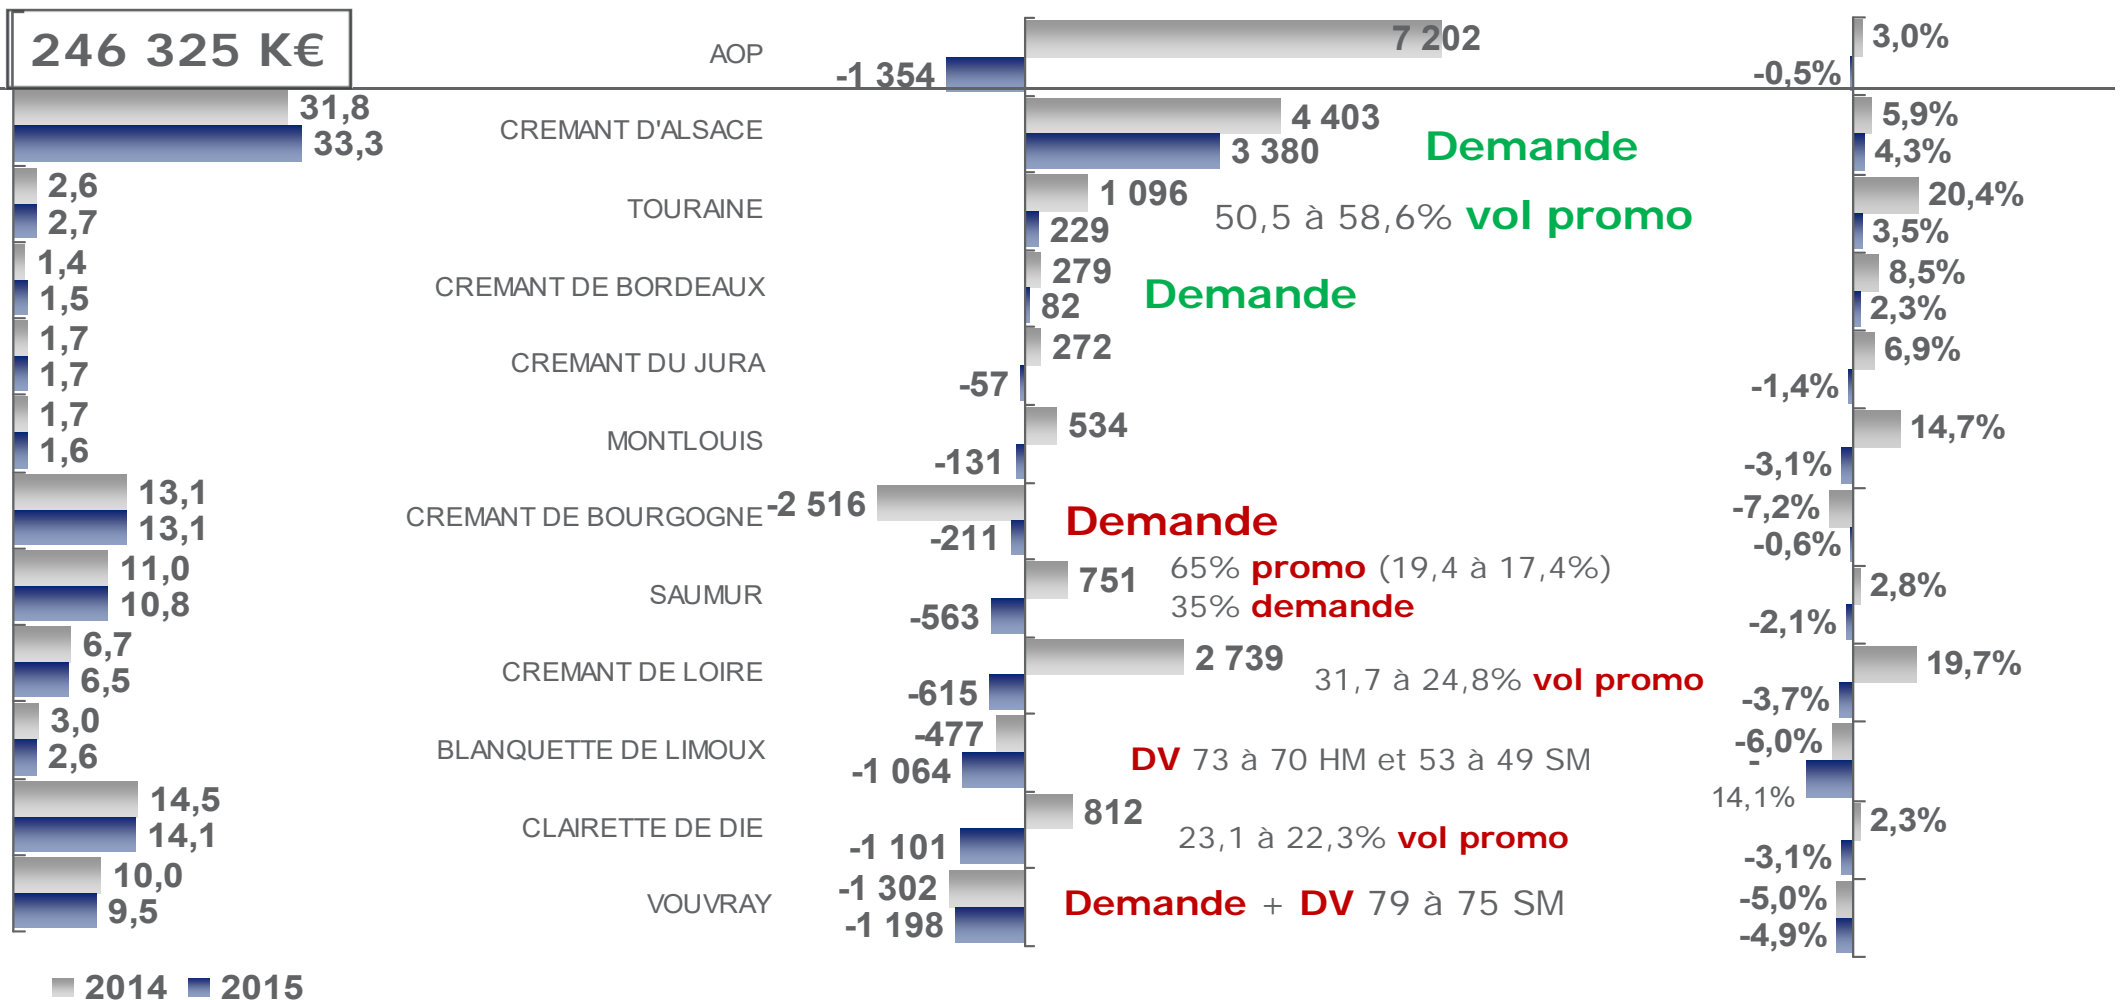 246 325 K€ AOP 7 202 3,0%
-1 354 -0,5%
31,8 4 403 5,9%
33,3 CREMANT D'ALSACE 3 380 Demande 4,3%
2,6 1 096 20,4%
2,7 TOURAINE 229 50,5 à 58,6% vol promo 3,5%
1,4 279 8,5%
1,5 CREMANT DE BORDEAUX 82 Demande 2,3%
1,7 272 6,9%
1,7 CREMANT DU JURA -57 -1,4%
1,7 534 14,7%
1,6 MONTLOUIS -131 -3,1%
13,1 -2 516 -7,2%
13,1 CREMANT DE BOURGOGNE -211 Demande -0,6%
11,0 751 65% promo (19,4 à 17,4%) 2,8%
10,8 SAUMUR -563 35% demande -2,1%
6,7 2 739 19,7%
6,5 CREMANT DE LOIRE -615 31,7 à 24,8% vol promo -3,7%
3,0 -477 -6,0%
2,6 BLANQUETTE DE LIMOUX -1 064 DV 73 à 70 HM et 53 à 49 SM -
14,1%
14,5 812 2,3%
14,1 CLAIRETTE DE DIE -1 101 23,1 à 22,3% vol promo -3,1%
10,0 -1 302 -5,0%
9,5 VOUVRAY -1 198 Demande + DV 79 à 75 SM -4,9%
2014 2015